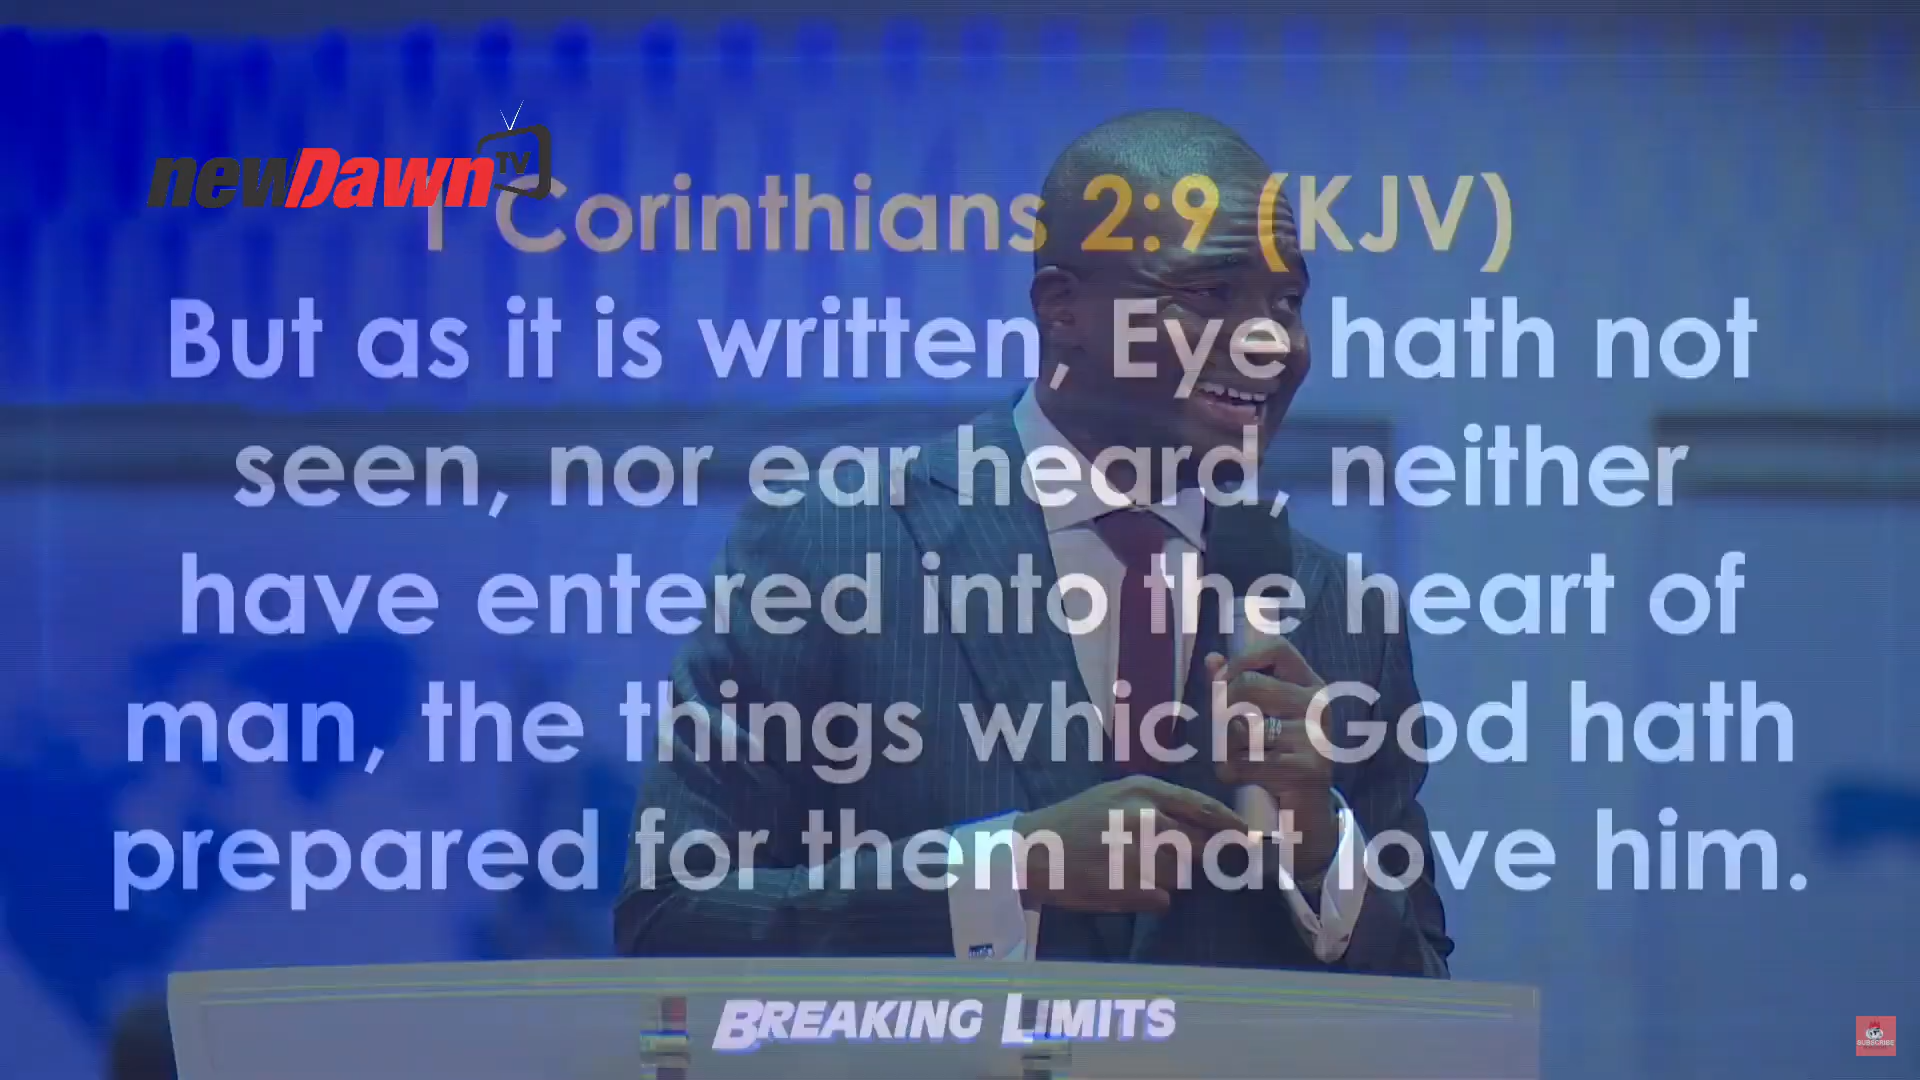 newDawn TV
1 Corinthians 2:9 (KJV)
But as it is written, Eye hath not
seen, nor ear heard, neither
have entered into the heart of
man, the things which God hath
prepared for them that love him.
BREAKING LIMITS
SUBSCRIBE